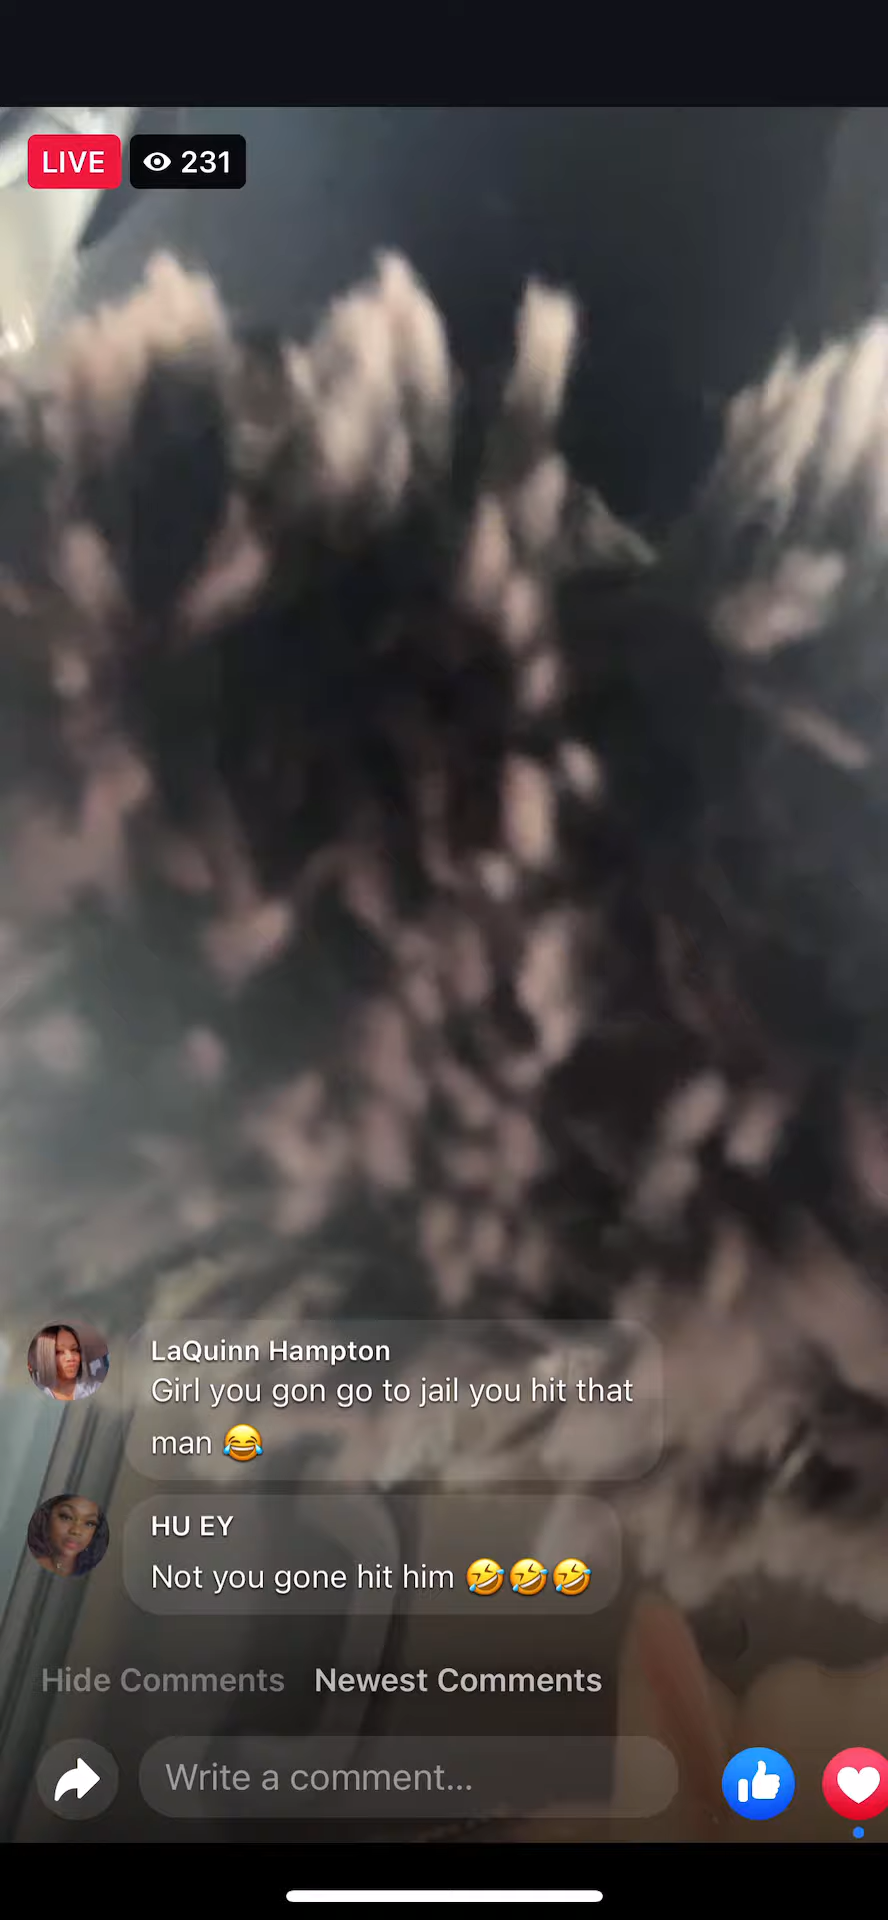 LIVE 231
LaQuinn Hampton
Girl you gon go to jail you hit that
man 😂
HU EY
Not you gone hit him 🤣🤣🤣
Hide Comments Newest Comments
Write a comment...